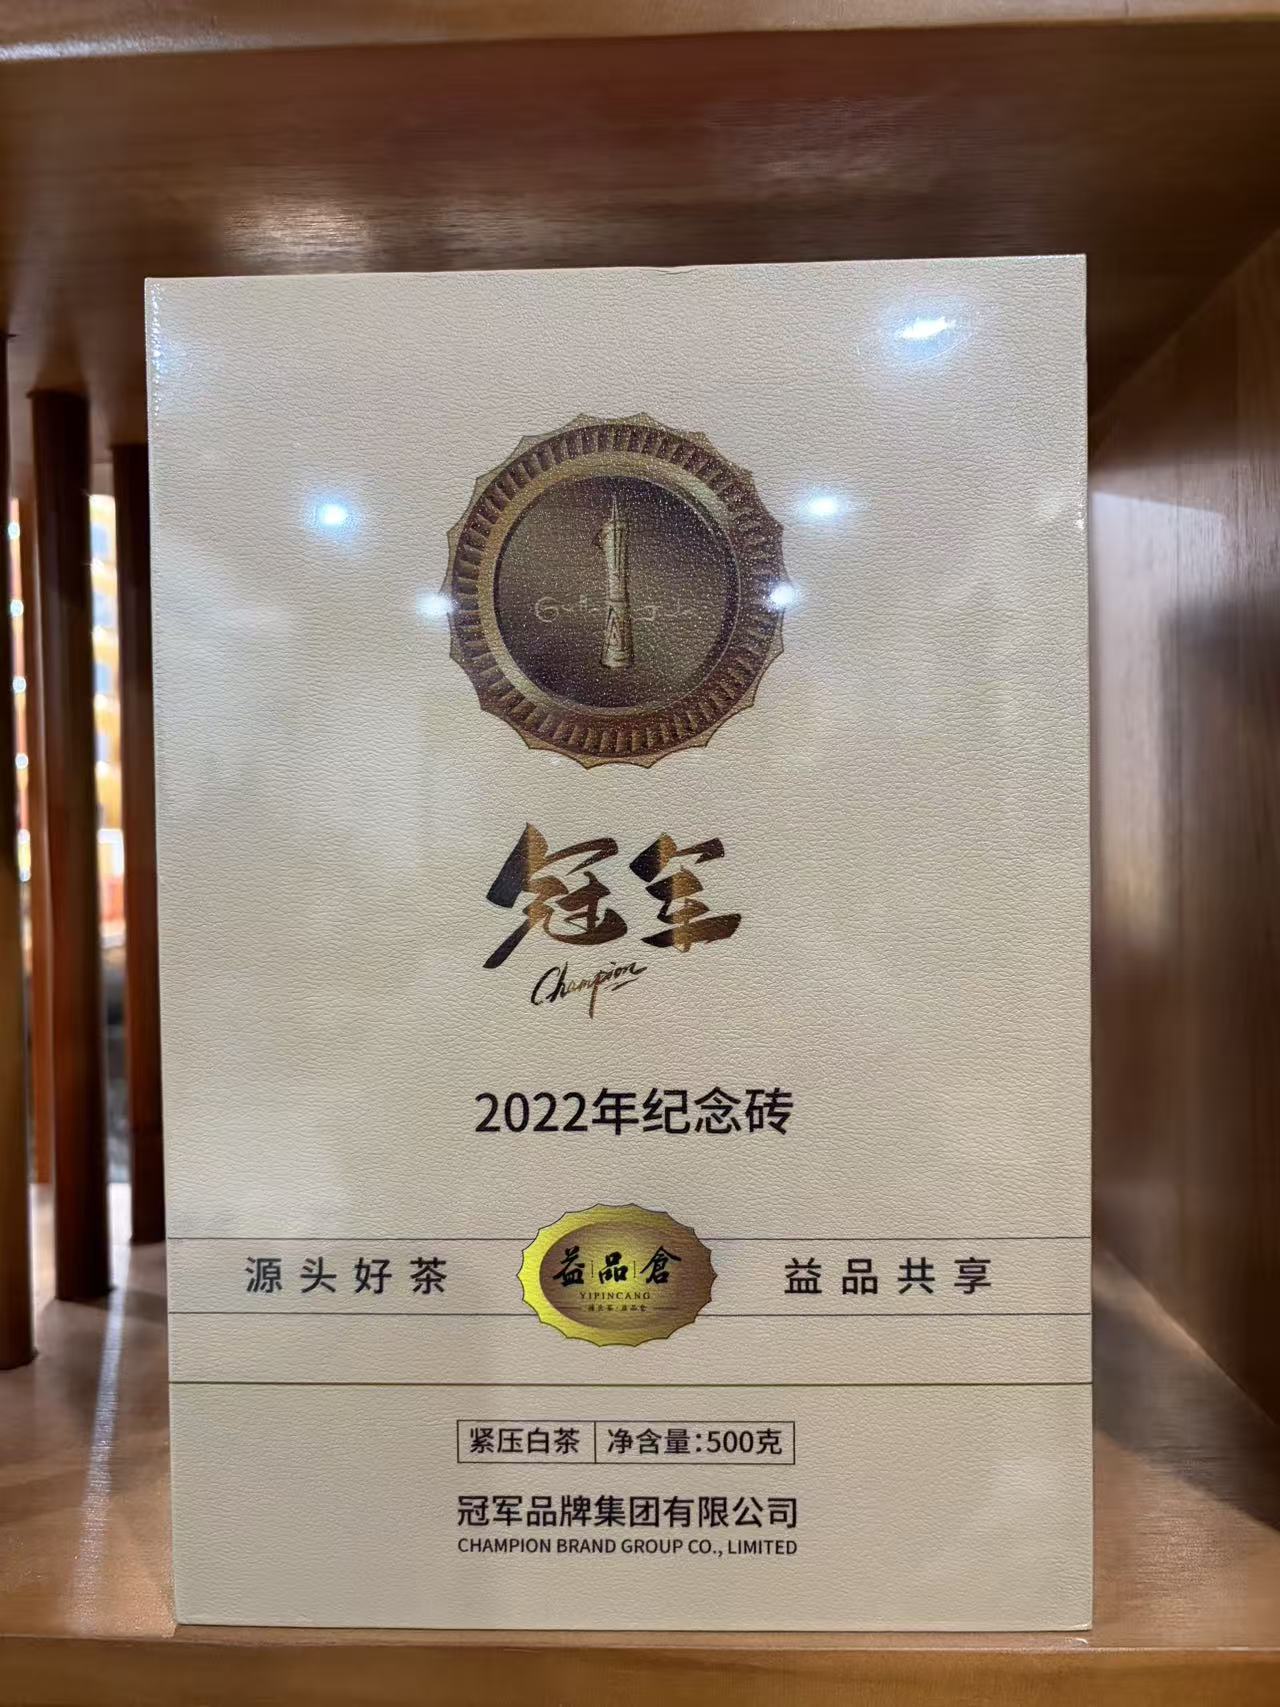 冠军
Champion
2022年纪念砖
源头好茶
益品仓
YIPINCANG
益品共享
紧压白茶 净含量:500克
冠军品牌集团有限公司
CHAMPION BRAND GROUP CO., LIMITED